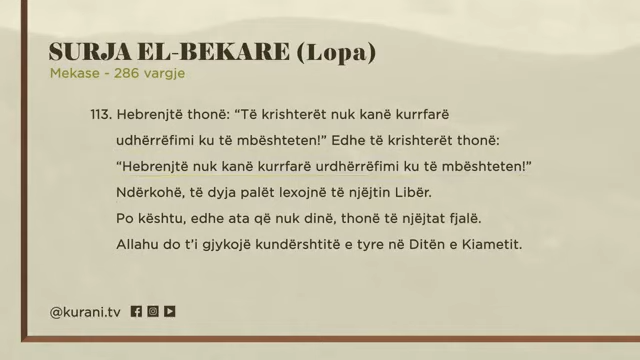 SURJA EL-BEKARE (Lopa)
Mekase - 286 vargje
113. Hebrenjtë thonë: “Të krishterët nuk kanë kurrfarë
udhërrëfimi ku të mbështeten!” Edhe të krishterët thonë:
“Hebrenjtë nuk kanë kurrfarë urdhërrëfimi ku të mbështeten!”
Ndërkohë, të dyja palët lexojnë të njëjtin Libër.
Po kështu, edhe ata që nuk dinë, thonë të njëjtat fjalë.
Allahu do t’i gjykojë kundërshtitë e tyre në Ditën e Kiametit.
@kurani.tv